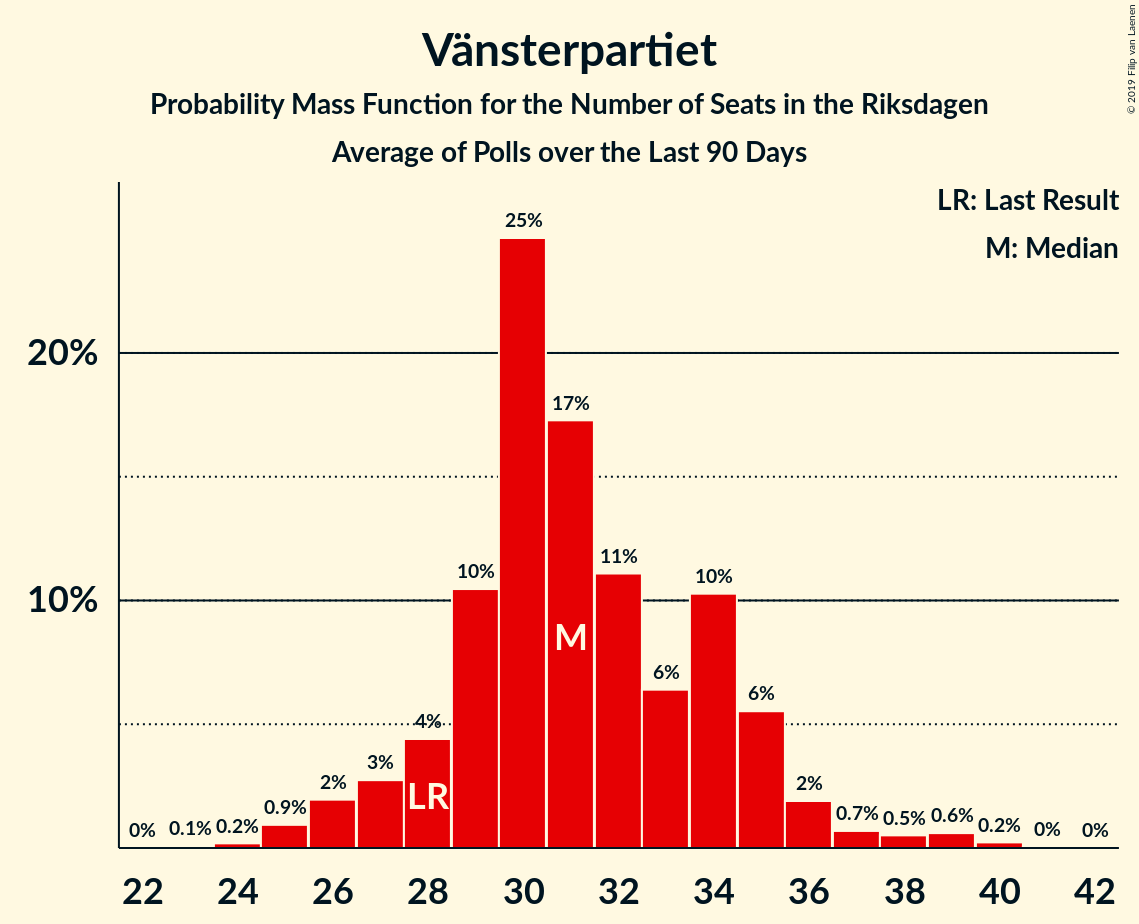 Vänsterpartiet
Probability Mass Function for the Number of Seats in the Riksdagen
Average of Polls over the Last 90 Days
© 2019 Filip van Laenen
LR: Last Result
M: Median
20%
10%
0%
0.1%
0.2%
0.9%
2%
3%
4%
10%
25%
17%
11%
6%
10%
6%
2%
0.7%
0.5%
0.6%
0.2%
0%
0%
LR
M
22 24 26 28 30 32 34 36 38 40 42